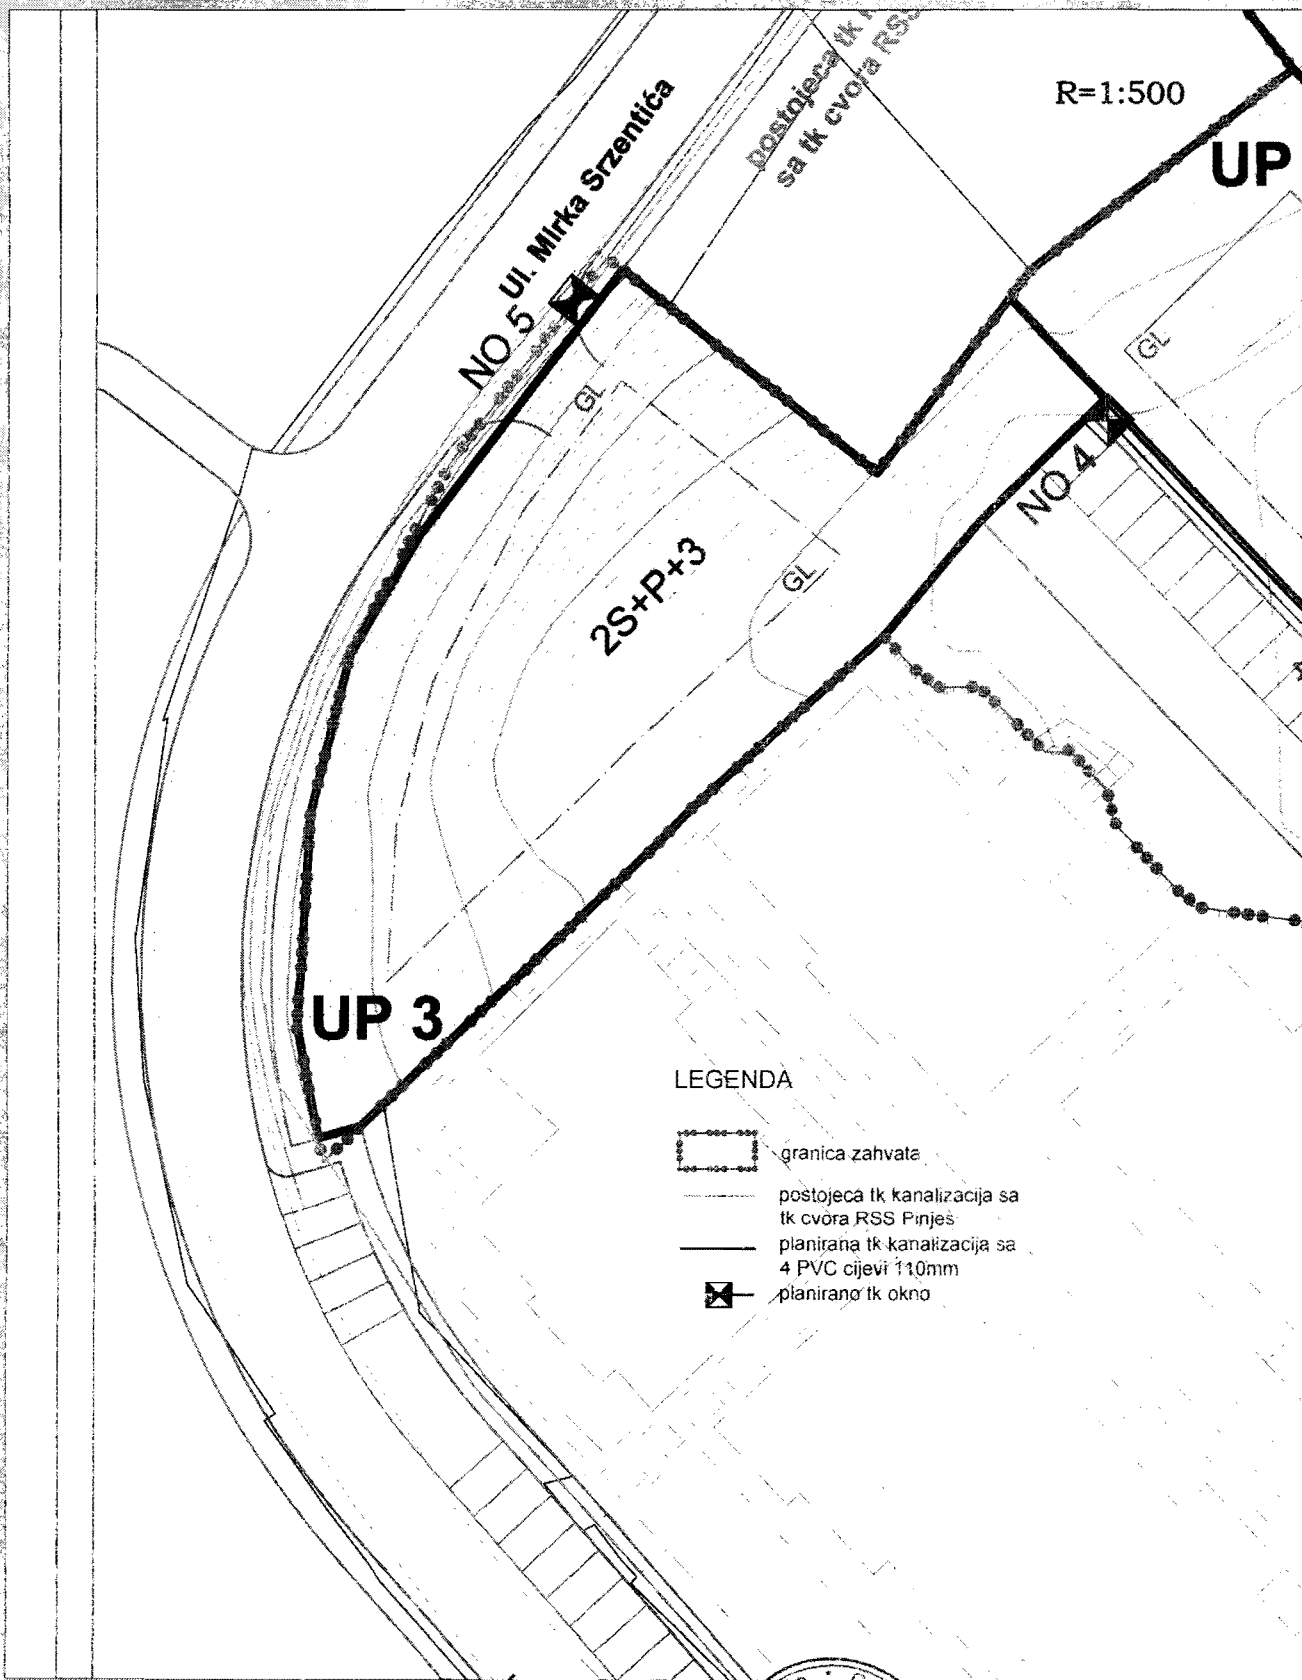 postojeca tk
sa tk cvora RSS
R=1:500
UP
Ul. Mirka Srzentića
NO 5
GL
GL
NO 4
2S+P+3
GL
UP 3
LEGENDA
granica zahvata
postojeća tk kanalizacija sa
tk cvora RSS Pinjes
planirana tk kanalizacija sa
4 PVC cijevi 110mm
planirano tk okno